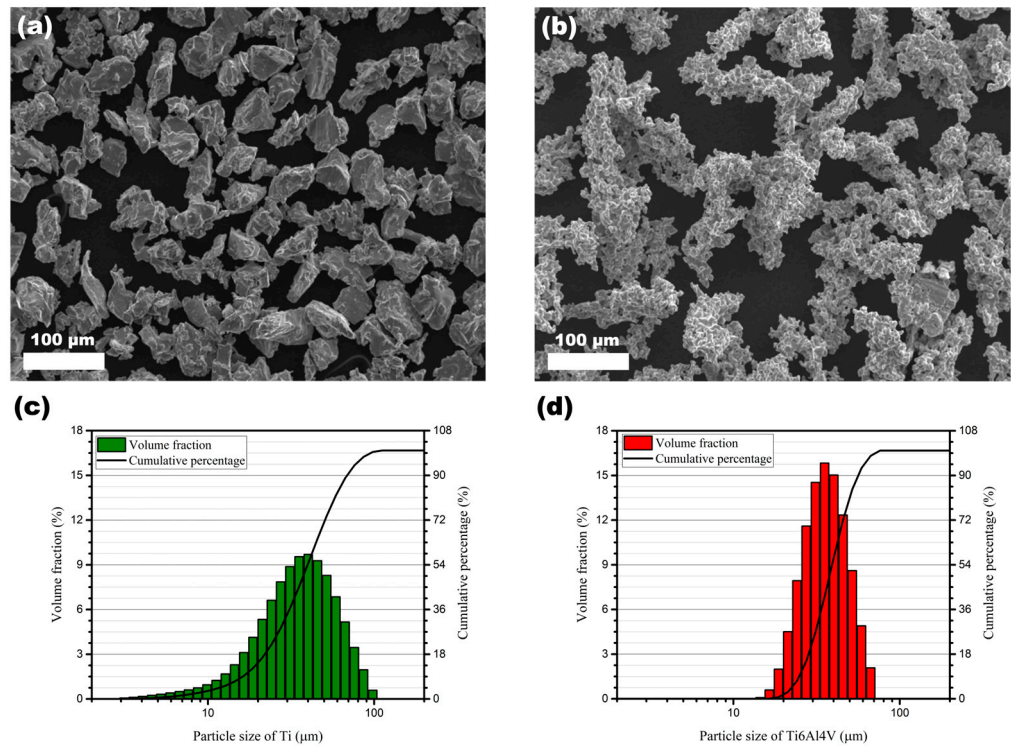 (a)
100 µm
(b)
100 µm
(c)
Volume fraction
Cumulative percentage
Volume fraction (%)
18
15
12
9
6
3
0
108
90
72
54
36
18
0
Cumulative percentage (%)
10
100
Particle size of Ti (µm)
(d)
Volume fraction
Cumulative percentage
Volume fraction (%)
18
15
12
9
6
3
0
108
90
72
54
36
18
0
Cumulative percentage (%)
10
100
Particle size of Ti6Al4V (µm)